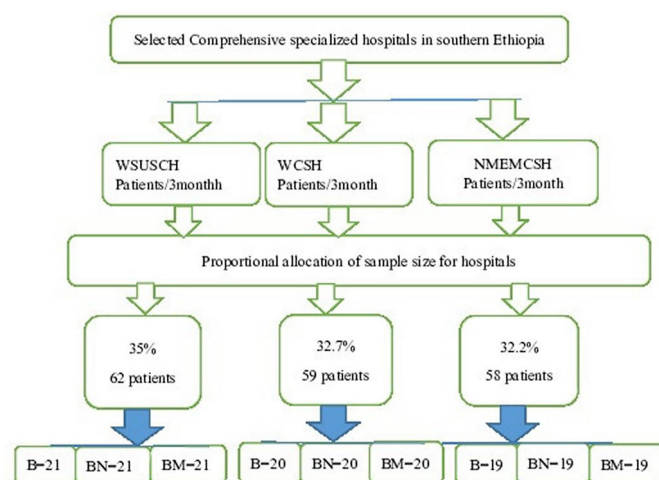 Selected Comprehensive specialized hospitals in southern Ethiopia
WSUSCH
Patients/3monthh
WCSH
Patients/3month
NMEMCSH
Patients/3month
Proportional allocation of sample size for hospitals
35%
62 patients
32.7%
59 patients
32.2%
58 patients
B=21
BN=21
BM=21
B=20
BN=20
BM=20
B=19
BN=19
BM=19